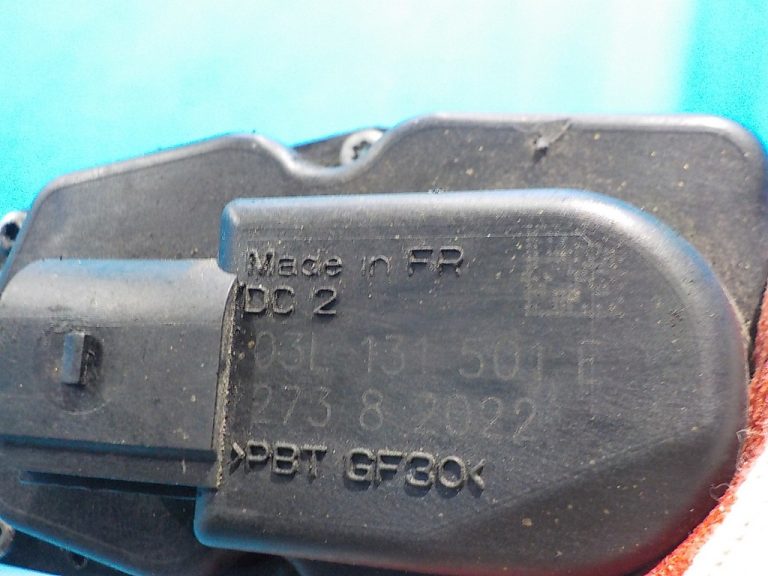 Made in FR
DC 2
03L 131 501 E
273 8 2022
>PBT GF30<